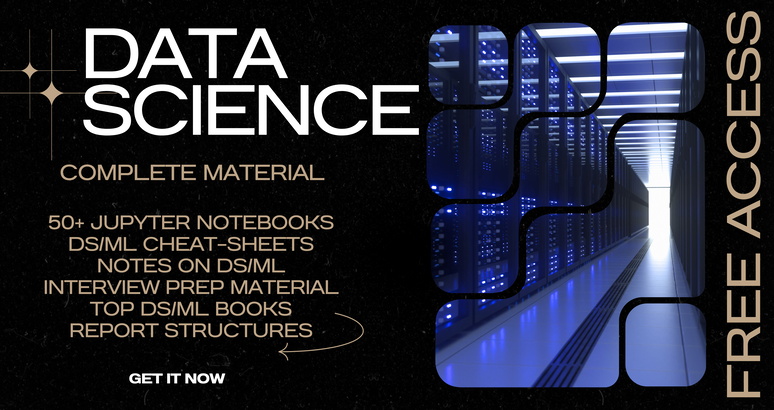 DATA
SCIENCE
COMPLETE MATERIAL
50+ JUPYTER NOTEBOOKS
DS/ML CHEAT-SHEETS
NOTES ON DS/ML
INTERVIEW PREP MATERIAL
TOP DS/ML BOOKS
REPORT STRUCTURES
GET IT NOW
FREE ACCESS